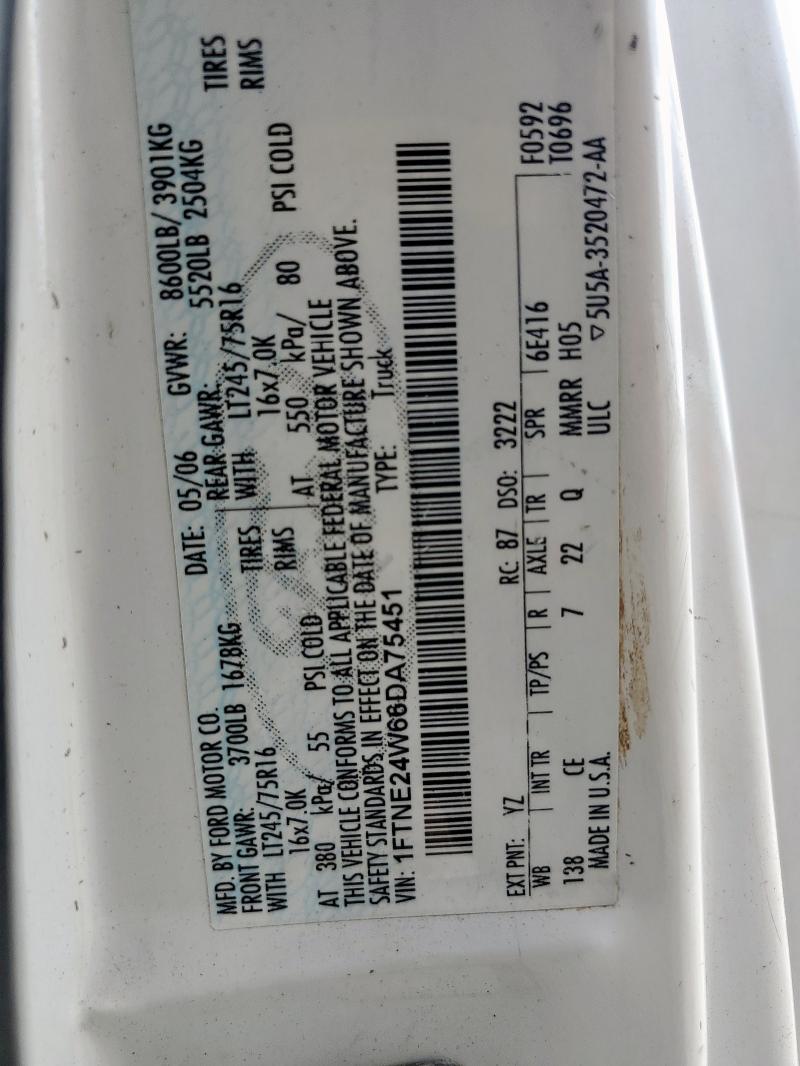 MFD. BY FORD MOTOR CO.
DATE: 05/06 GVWR: 8600LB/ 3901KG
FRONT GAWR: 3700LB 1678KG REAR GAWR: 5520LB 2504KG
WITH LT245/75R16 TIRES WITH LT245/75R16 TIRES
16x7.0K RIMS 16x7.0K RIMS
AT 380 kPa/ 55 PSI COLD AT 550 kPa/ 80 PSI COLD
THIS VEHICLE CONFORMS TO ALL APPLICABLE FEDERAL MOTOR VEHICLE
SAFETY STANDARDS IN EFFECT ON THE DATE OF MANUFACTURE SHOWN ABOVE.
VIN: 1FTNE24W66DA75451 TYPE: Truck
EXT PNT: YZ RC: 87 DSO: 3222 F0592
WB INT TR TP/PS R AXLE TR SPR 6E416 T0696
138 CE 7 22 Q MMRR H05
MADE IN U.S.A. ULC ▽5U5A-3520472-AA